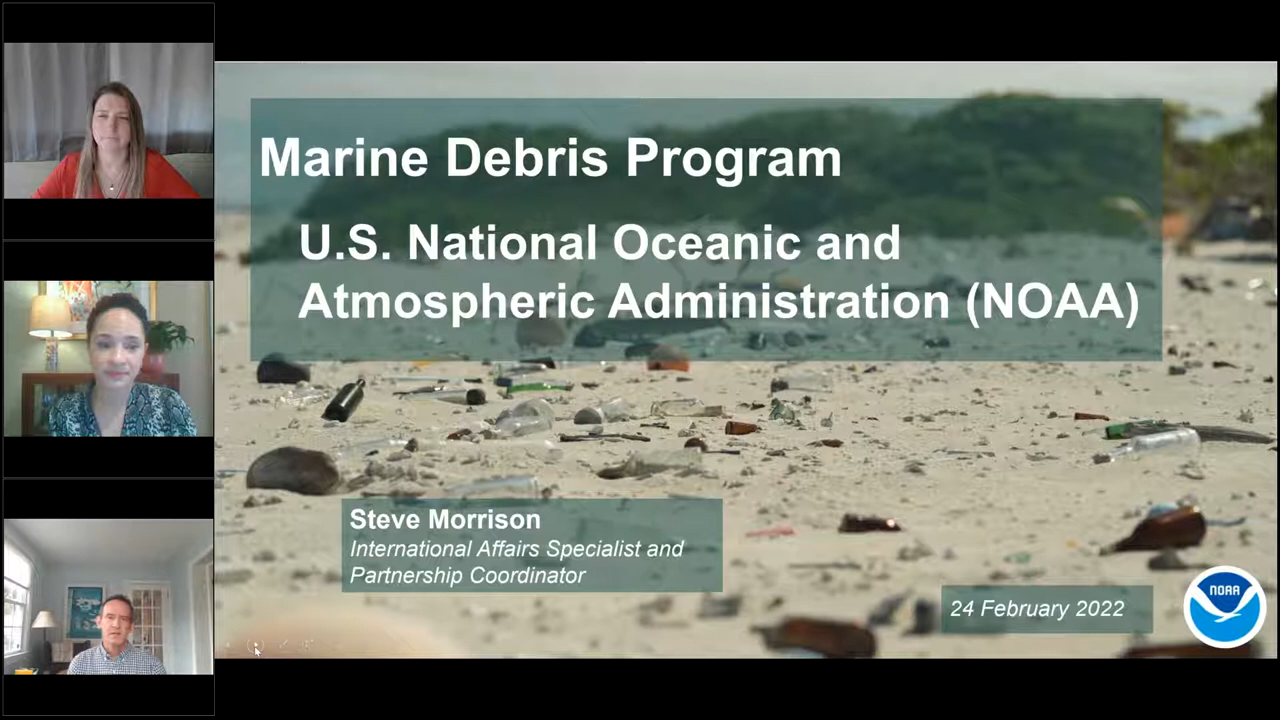 Marine Debris Program
U.S. National Oceanic and
Atmospheric Administration (NOAA)
Steve Morrison
International Affairs Specialist and
Partnership Coordinator
24 February 2022
NOAA